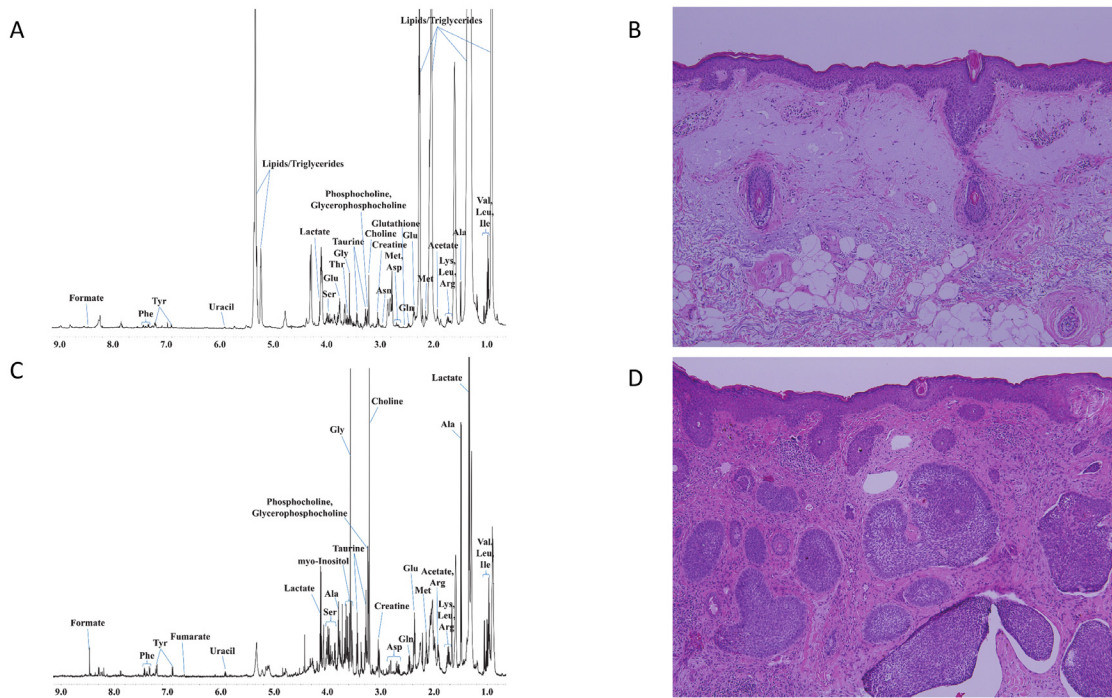 A
Lipids/Triglycerides
Lipids/Triglycerides
Phosphocholine,
Glycerophosphocholine
Val,
Leu,
Ile
Glutathione
Lactate
Taurine
Choline
Glu
Ala
Gly
Creatine
Acetate
Thr
Met,
Asp
Met
Lys,
Leu,
Arg
Glu
Formate
Tyr
Phe
Uracil
Ser
Asn
Gln
9.0 8.0 7.0 6.0 5.0 4.0 3.0 2.0 1.0
B
C
Lactate
Choline
Ala
Gly
Phosphocholine,
Glycerophosphocholine
Val,
Leu,
Ile
Taurine
myo-Inositol
Glu
Acetate,
Arg
Met
Lactate
Ala
Ser
Creatine
Lys,
Leu,
Arg
Formate
Tyr
Fumarate
Phe
Uracil
Gln
Asp
9.0 8.0 7.0 6.0 5.0 4.0 3.0 2.0 1.0
D